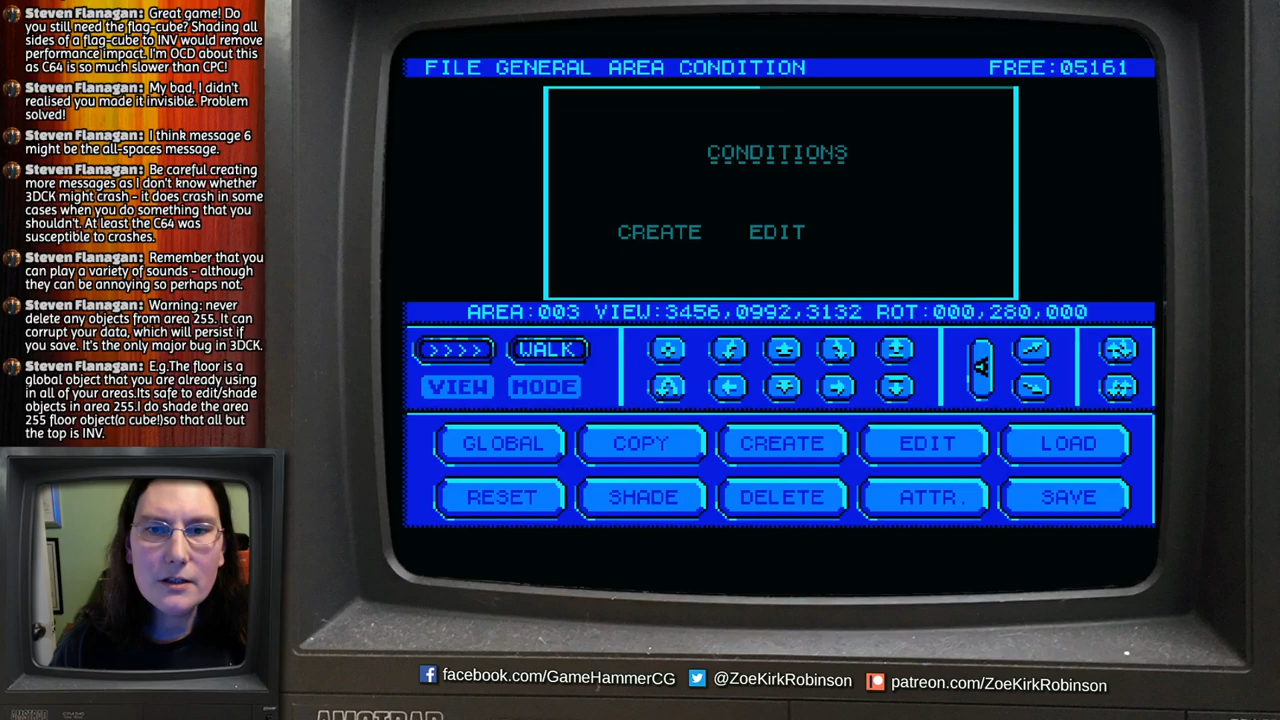 Steven Flanagan: Great game! Do
you still need the flag-cube? Shading all
sides of a flag-cube to INV would remove
performance impact. I'm OCD about this
as C64 is so much slower than CPC!
Steven Flanagan: My bad, I didn't
realised you made it invisible. Problem
solved!
Steven Flanagan: I think message 6
might be the all-spaces message.
Steven Flanagan: Be careful creating
more messages as I don't know whether
3DCK might crash - it does crash in some
cases when you do something that you
shouldn't. At least the C64 was
susceptible to crashes.
Steven Flanagan: Remember that you
can play a variety of sounds - although
they can be annoying so perhaps not.
Steven Flanagan: Warning: never
delete any objects from area 255. It can
corrupt your data, which will persist if
you save. It's the only major bug in 3DCK.
Steven Flanagan: E.g.The floor is a
global object that you are already using
in all of your areas.Its safe to edit/shade
objects in area 255.I do shade the area
255 floor object(a cube!)so that all but
the top is INV.
FILE GENERAL AREA CONDITION FREE:05161
CONDITIONS
CREATE EDIT
AREA:003 VIEW:3456,0992,3132 ROT:000,280,000
>>>> WALK
VIEW MODE
GLOBAL COPY CREATE EDIT LOAD
RESET SHADE DELETE ATTR. SAVE
facebook.com/GameHammerCG @ZoeKirkRobinson patreon.com/ZoeKirkRobinson